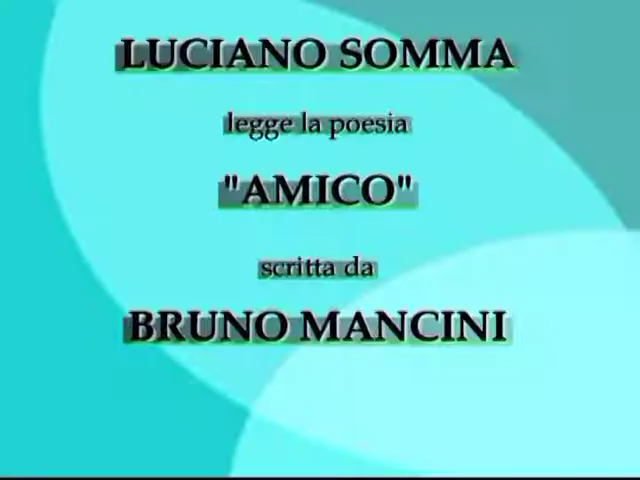 LUCIANO SOMMA
legge la poesia
"AMICO"
scritta da
BRUNO MANCINI